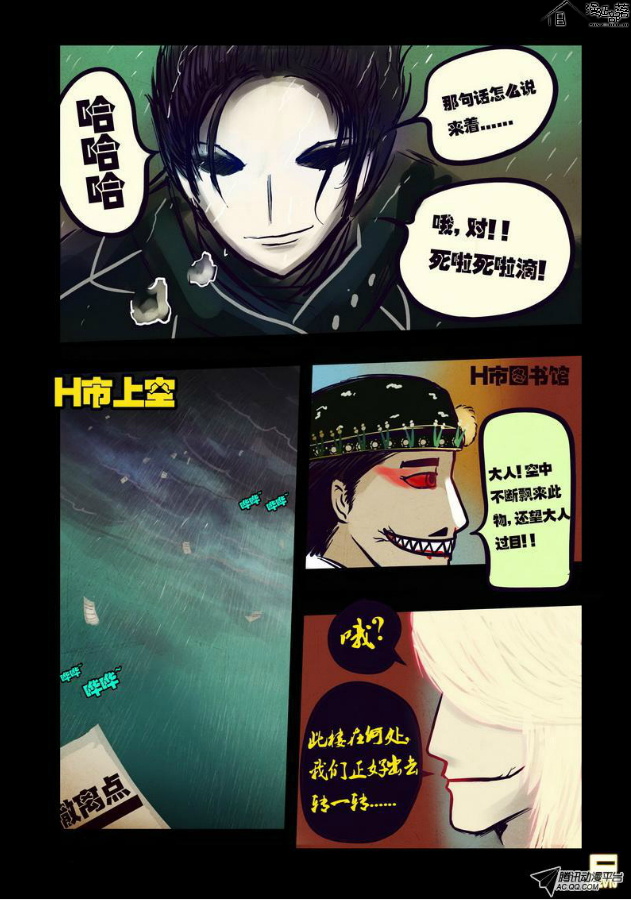 漫征部落
哈哈哈
那句话怎么说
来着……
哦，对！！
死啦死啦滴！
H市上空
哗哗~
哗哗~
哗哗~
哗哗~
撤离点
H市图书馆
大人！空中
不断飘来此
物，还望大人
过目！！
哦？
此楼在何处，
我们正好出去
转一转……
腾讯动漫平台
AC.QQ.COM